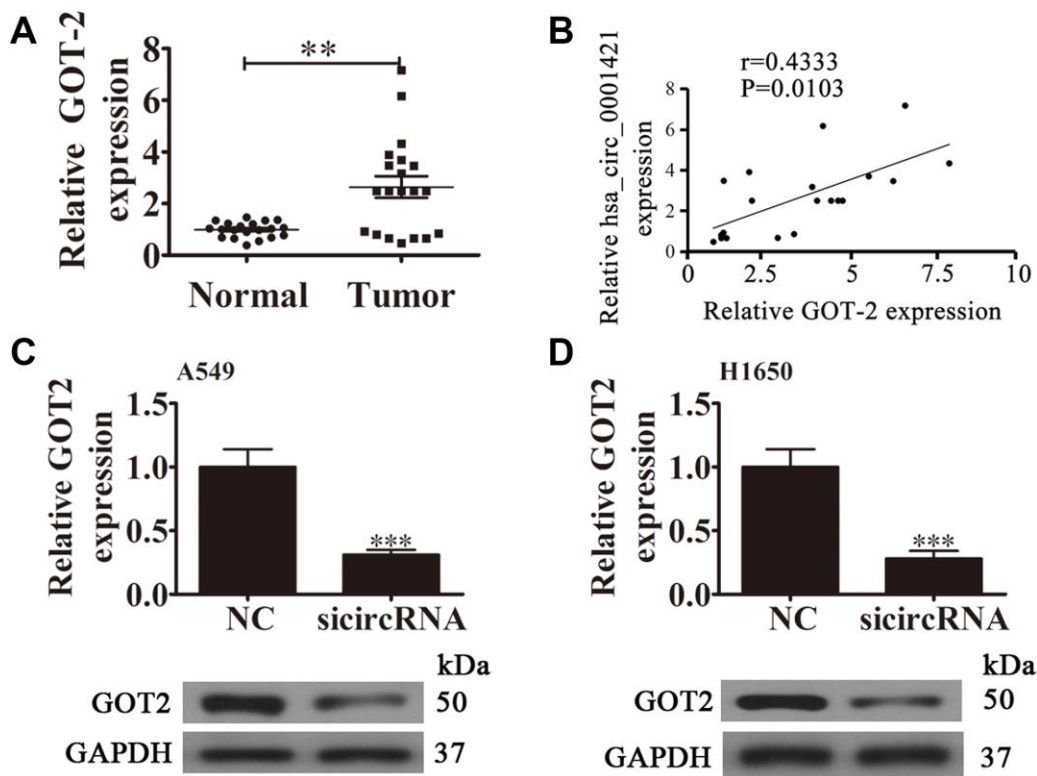 A
Relative GOT-2
expression
8
6
4
2
0
**
Normal Tumor
B
r=0.4333
P=0.0103
Relative hsa_circ_0001421
expression
8
6
4
2
0
0 2.5 5 7.5 10
Relative GOT-2 expression
C
A549
Relative GOT2
expression
1.5
1.0
0.5
0.0
***
NC sicircRNA
kDa
GOT2 50
GAPDH 37
D
H1650
Relative GOT2
expression
1.5
1.0
0.5
0.0
***
NC sicircRNA
kDa
GOT2 50
GAPDH 37